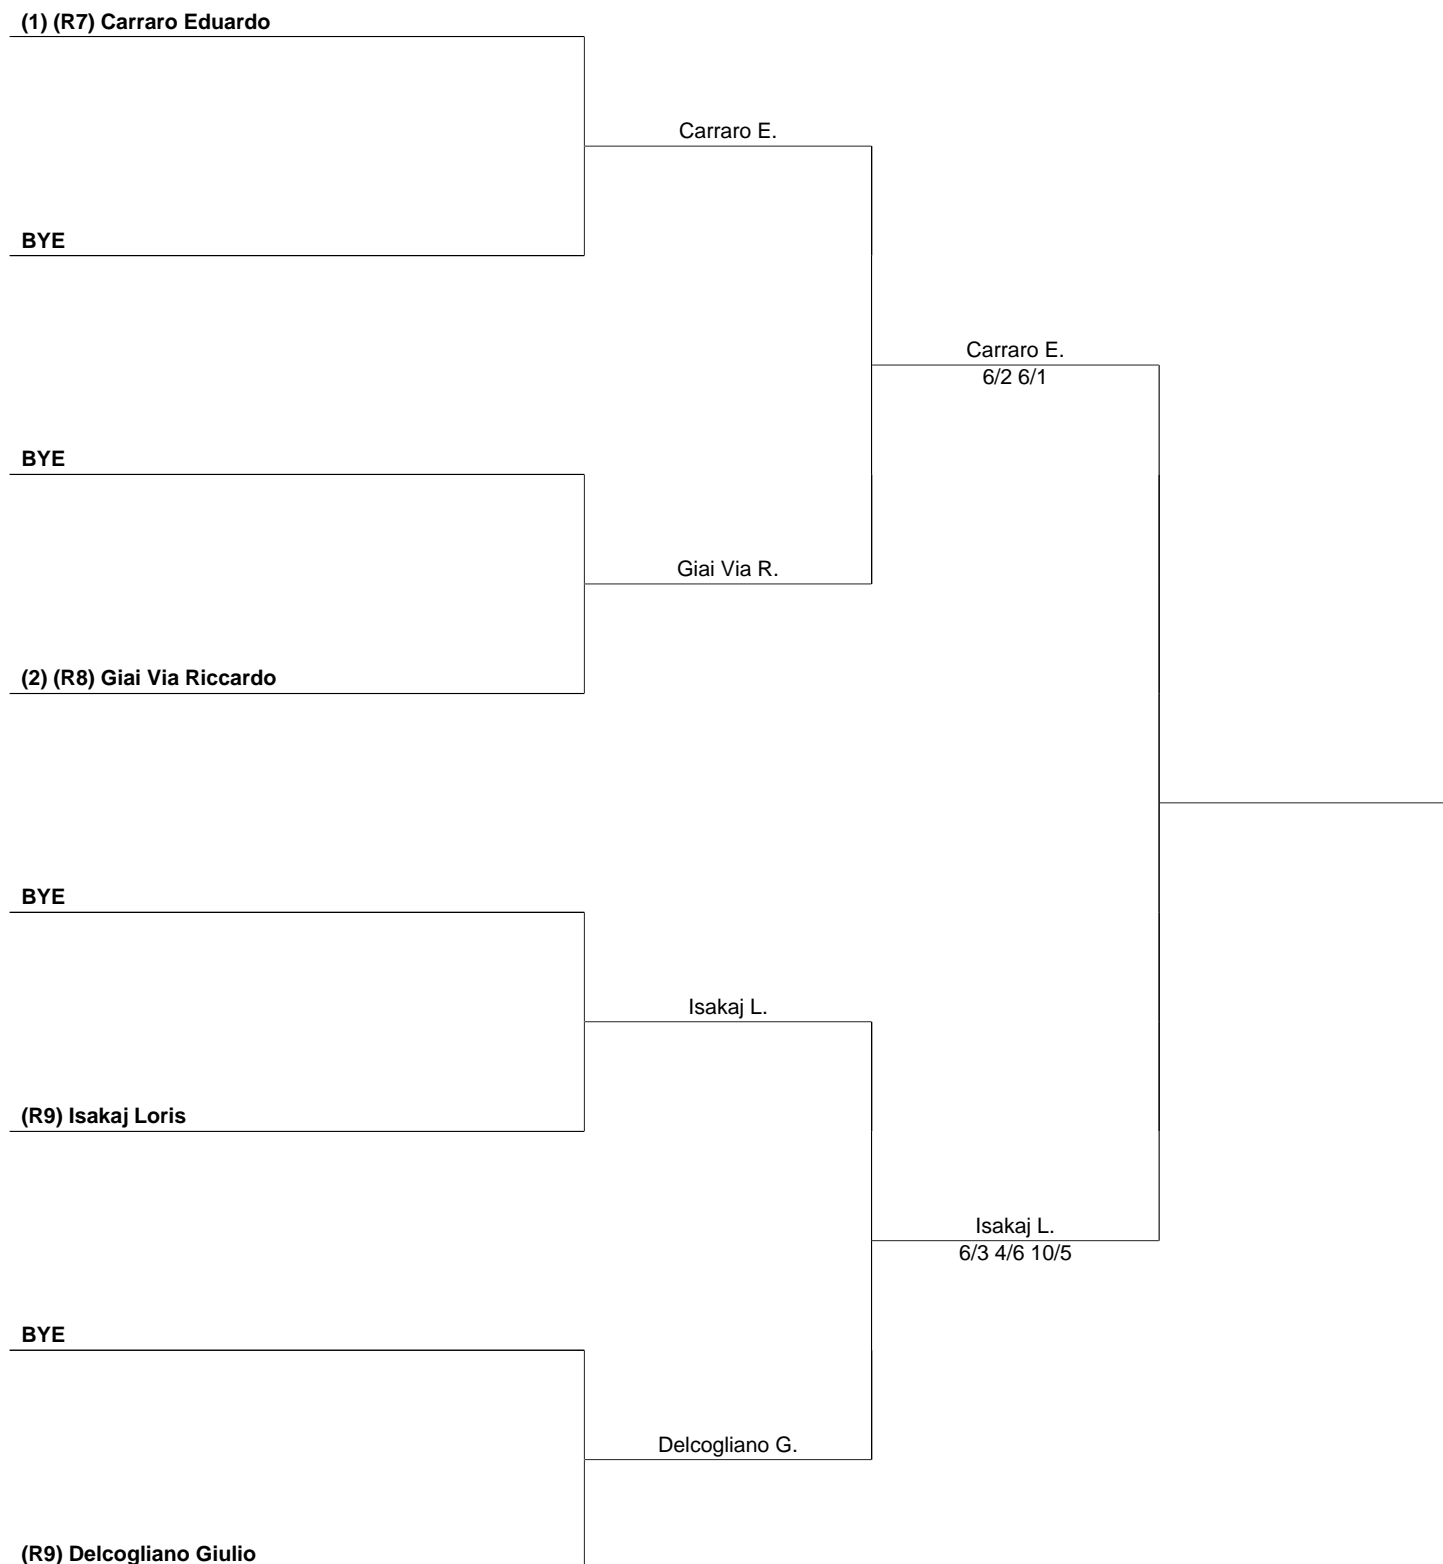 (1) (R7) Carraro Eduardo
Carraro E.
BYE
Carraro E.
6/2 6/1
BYE
Giai Via R.
(2) (R8) Giai Via Riccardo
BYE
Isakaj L.
(R9) Isakaj Loris
Isakaj L.
6/3 4/6 10/5
BYE
Delcogliano G.
(R9) Delcogliano Giulio